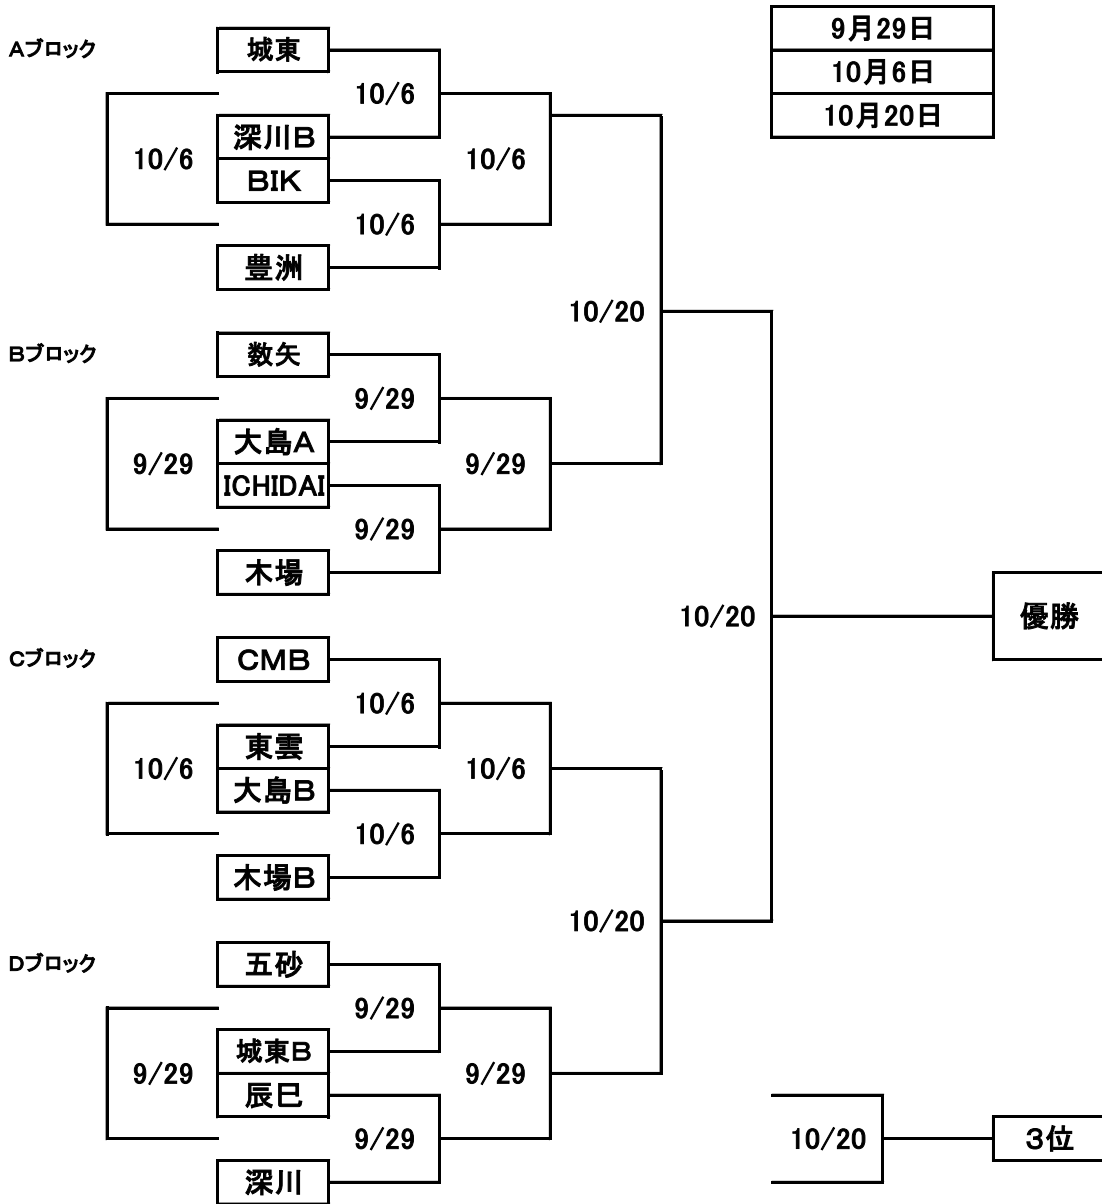 9月29日
10月6日
10月20日
Aブロック
城東
10/6
深川B
10/6
10/6
BIK
10/6
豊洲
10/20
Bブロック
数矢
9/29
大島A
9/29
9/29
ICHIDAI
9/29
木場
10/20
優勝
Cブロック
CMB
10/6
東雲
10/6
10/6
大島B
10/6
木場B
10/20
Dブロック
五砂
9/29
城東B
9/29
9/29
辰巳
9/29
深川
10/20
3位